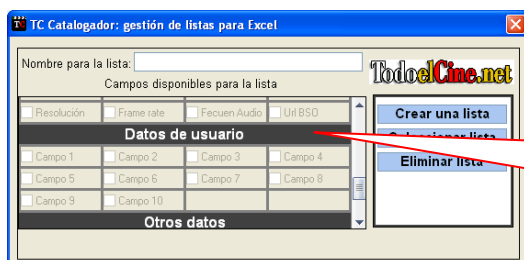 TC Catalogador: gestión de listas para Excel
Nombre para la lista:
TodoelCine.net
Campos disponibles para la lista
Resolución Frame rate Fecuen Audio Url BSO
Datos de usuario
Campo 1 Campo 2 Campo 3 Campo 4
Campo 5 Campo 6 Campo 7 Campo 8
Campo 9 Campo 10
Otros datos
Crear una lista
Seleccionar lista
Eliminar lista